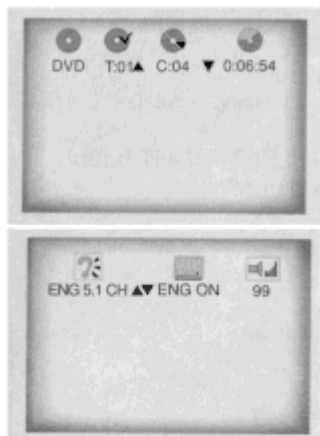 DVD T:01▲ C:04 ▼ 0:06:54
ENG 5.1 CH ▲▼ ENG ON 99